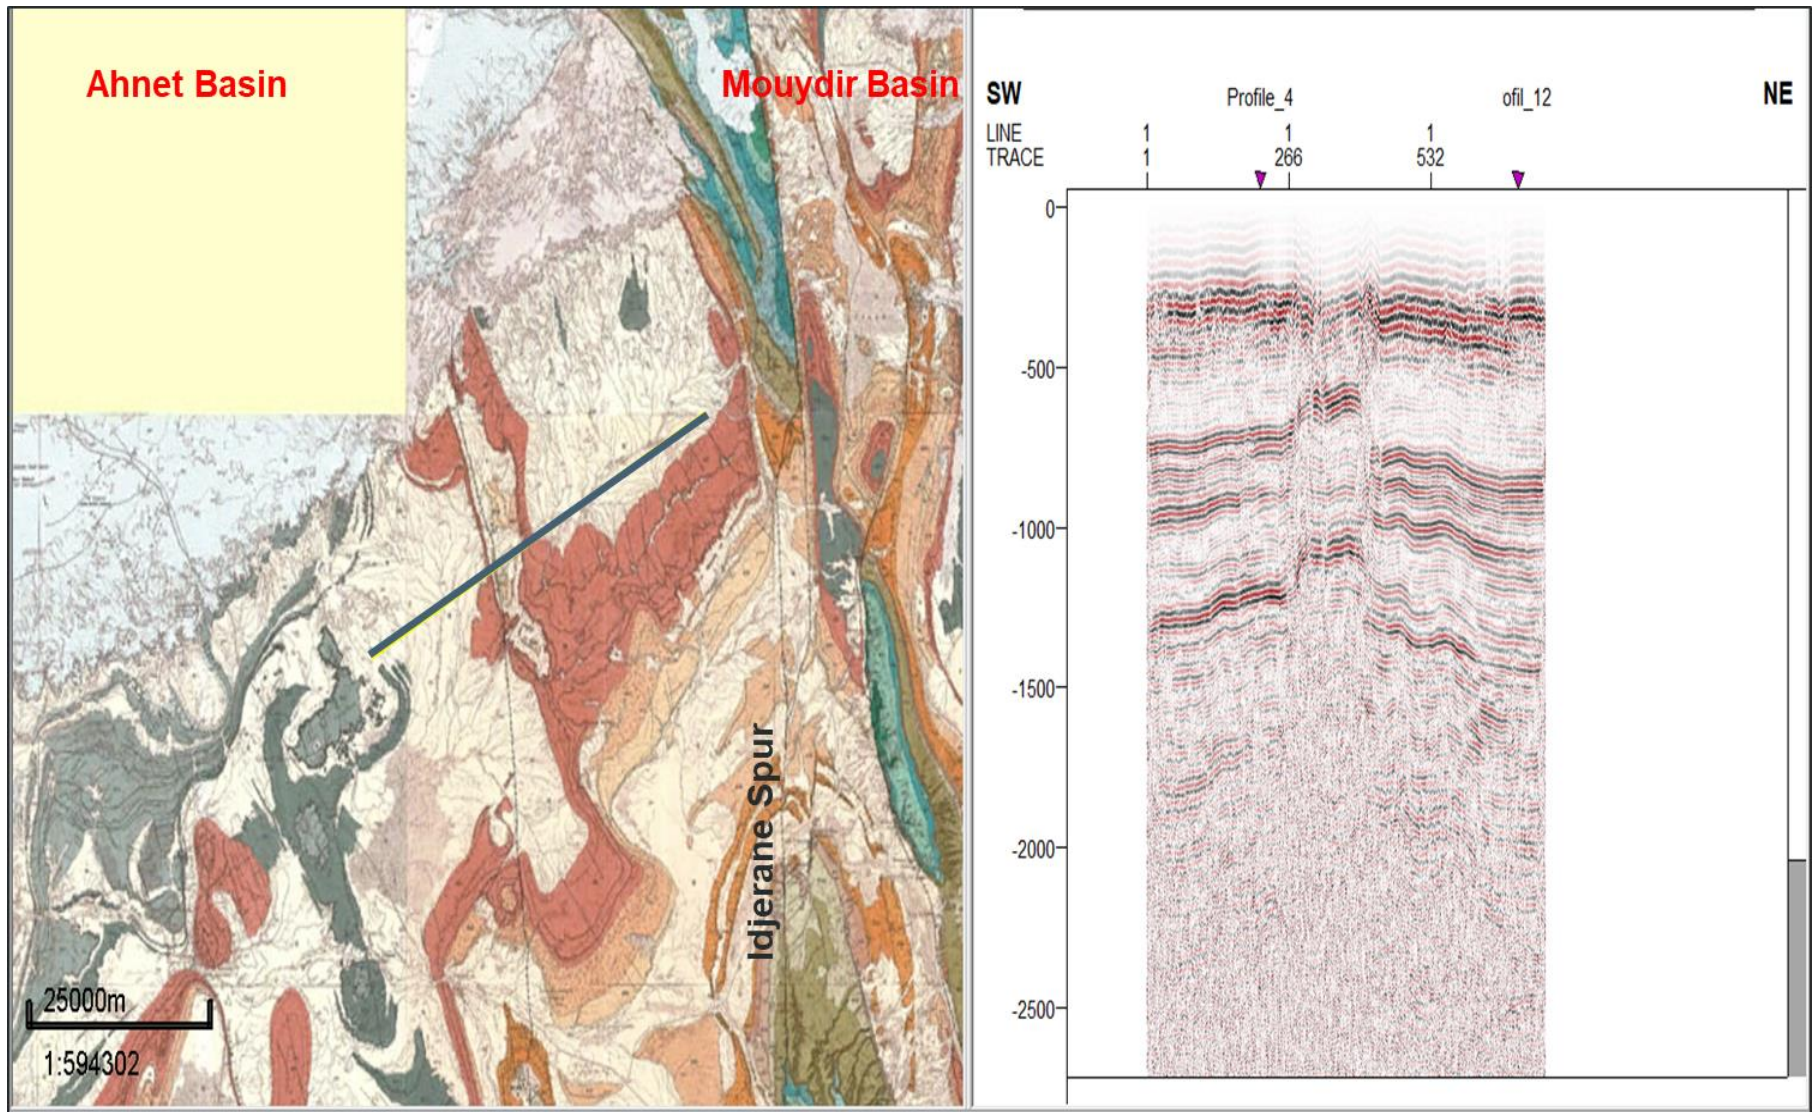 Ahnet Basin
Mouydir Basin
Idjerane Spur
25000m
1:594302
SW
Profile_4
ofil_12
NE
LINE 1 1 1
TRACE 1 266 532
0
-500
-1000
-1500
-2000
-2500